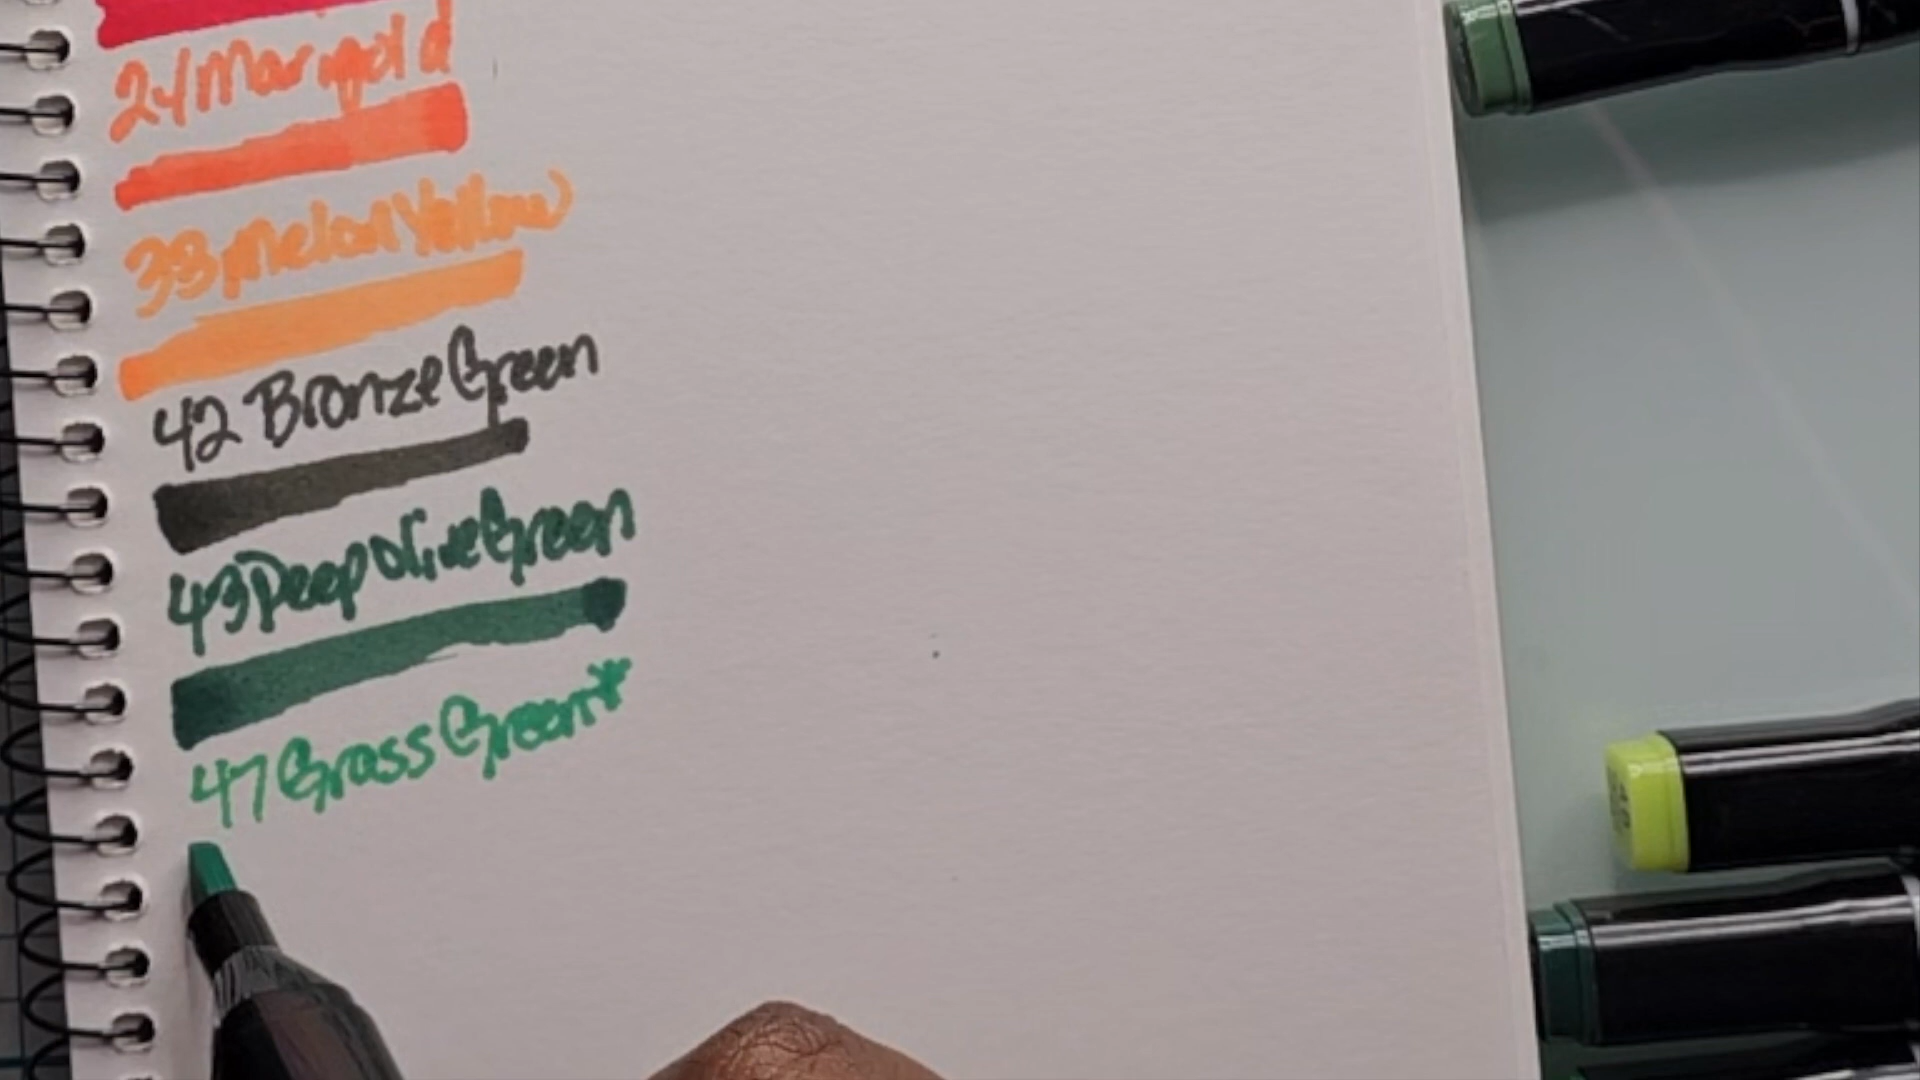 24 Marigold
33 Melon Yellow
42 Bronze Green
43 Deep Olive Green
47 Grass Green*